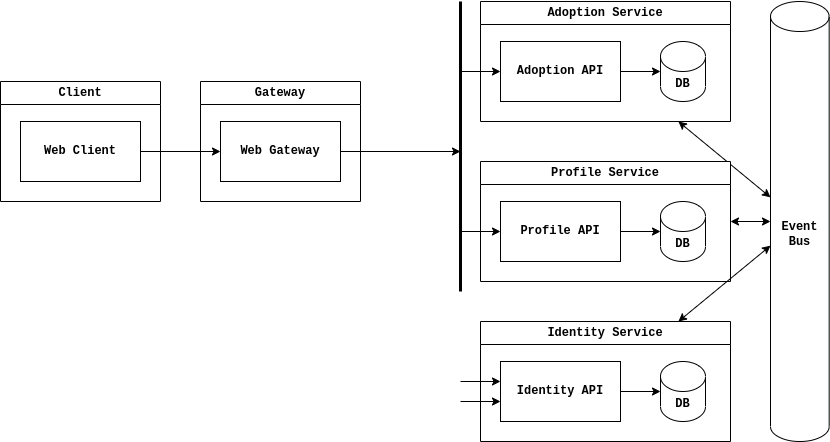 Client
Web Client
Gateway
Web Gateway
Adoption Service
Adoption API
DB
Profile Service
Profile API
DB
Identity Service
Identity API
DB
Event
Bus